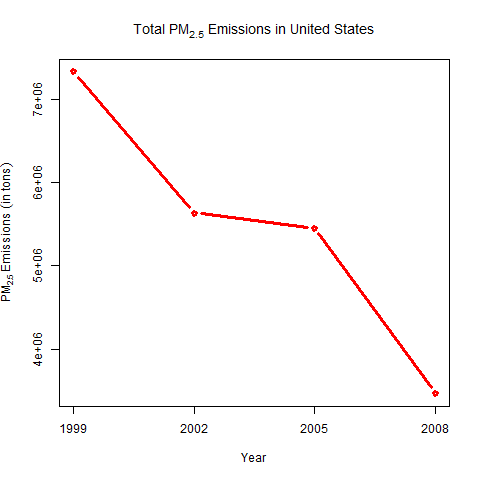 Total PM2.5 Emissions in United States
PM2.5 Emissions (in tons)
7e+06
6e+06
5e+06
4e+06
1999 2002 2005 2008
Year